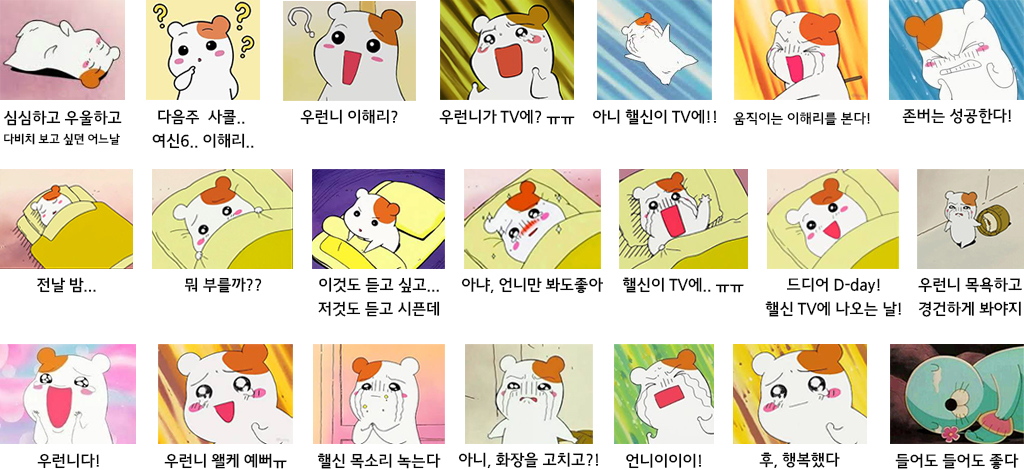 심심하고 우울하고
다비치 보고 싶던 어느날
다음주 사콜..
여신6.. 이해리..
우런니 이해리?
우런니가 TV에? ㅠㅠ
아니 핼신이 TV에!!
움직이는 이해리를 본다!
존버는 성공한다!
전날 밤...
뭐 부를까??
이것도 듣고 싶고...
저것도 듣고 시픈데
아냐, 언니만 봐도좋아
핼신이 TV에.. ㅠㅠ
드디어 D-day!
핼신 TV에 나오는 날!
우런니 목욕하고
경건하게 봐야지
우런니다!
우런니 왤케 예뻐ㅠ
핼신 목소리 녹는다
아니, 화장을 고치고?!
언니이이이!
후, 행복했다
들어도 들어도 좋다